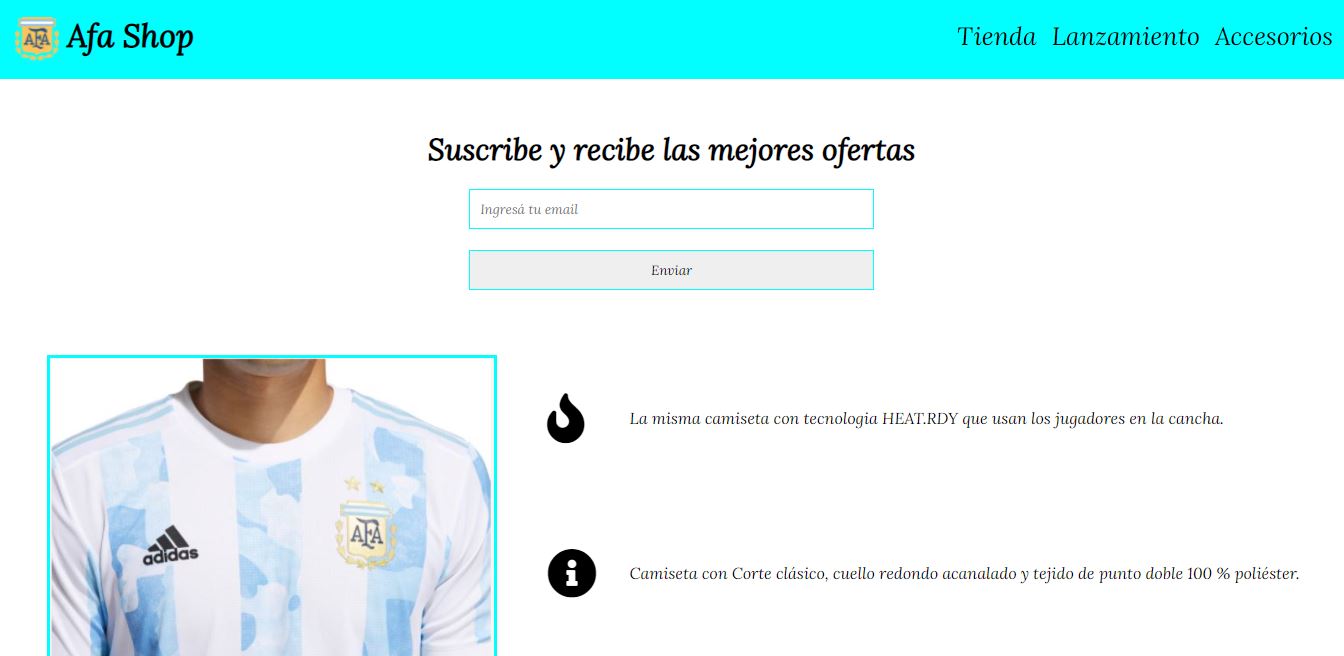 AFA Afa Shop
Tienda Lanzamiento Accesorios
Suscribe y recibe las mejores ofertas
Ingresá tu email
Enviar
La misma camiseta con tecnologia HEAT.RDY que usan los jugadores en la cancha.
adidas
AFA
Camiseta con Corte clásico, cuello redondo acanalado y tejido de punto doble 100 % poliéster.